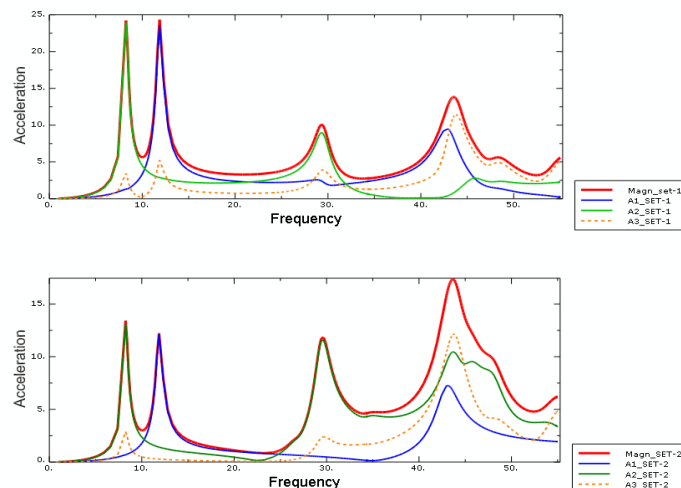 25.
20.
15.
10.
5.
0.
0. 10. 20. 30. 40. 50.
Acceleration
Frequency
Magn_set-1
A1_SET-1
A2_SET-1
A3_SET-1
15.
10.
5.
0.
0. 10. 20. 30. 40. 50.
Acceleration
Frequency
Magn_SET-2
A1_SET-2
A2_SET-2
A3_SET-2